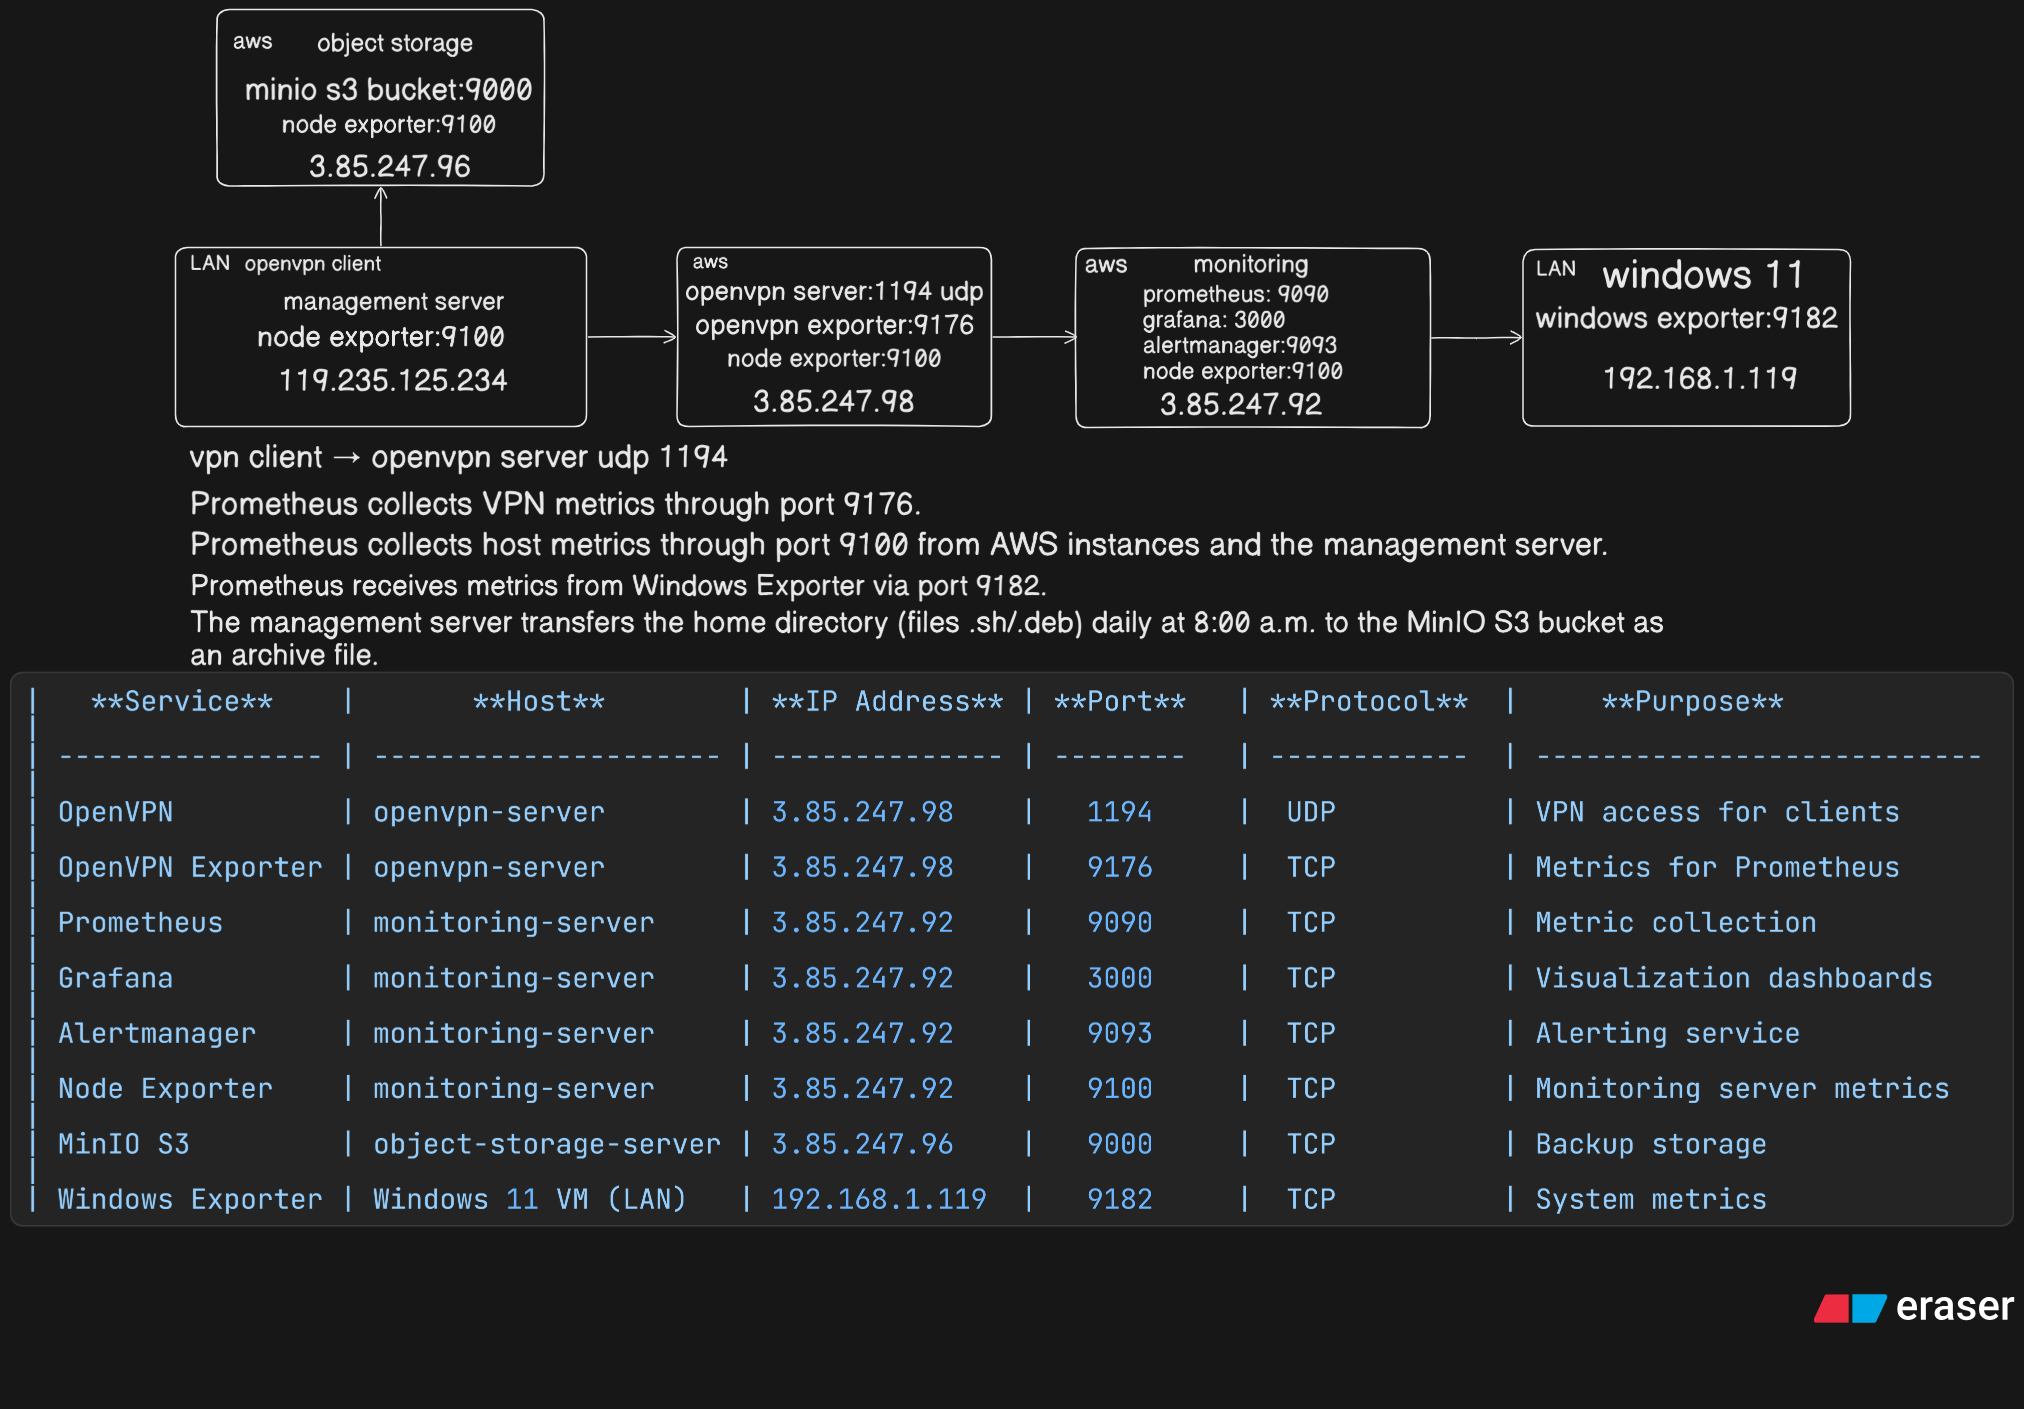 aws object storage
minio s3 bucket:9000
node exporter:9100
3.85.247.96
LAN openvpn client
management server
node exporter:9100
119.235.125.234
aws
openvpn server:1194 udp
openvpn exporter:9176
node exporter:9100
3.85.247.98
aws monitoring
prometheus: 9090
grafana: 3000
alertmanager:9093
node exporter:9100
3.85.247.92
LAN windows 11
windows exporter:9182
192.168.1.119
vpn client → openvpn server udp 1194
Prometheus collects VPN metrics through port 9176.
Prometheus collects host metrics through port 9100 from AWS instances and the management server.
Prometheus receives metrics from Windows Exporter via port 9182.
The management server transfers the home directory (files .sh/.deb) daily at 8:00 a.m. to the MinIO S3 bucket as
an archive file.
| **Service** | **Host** | **IP Address** | **Port** | **Protocol** | **Purpose**
|
| ---------------- | --------------------- | -------------- | -------- | ------------ | ---------------------------
|
| OpenVPN | openvpn-server | 3.85.247.98 | 1194 | UDP | VPN access for clients
|
| OpenVPN Exporter | openvpn-server | 3.85.247.98 | 9176 | TCP | Metrics for Prometheus
|
| Prometheus | monitoring-server | 3.85.247.92 | 9090 | TCP | Metric collection
|
| Grafana | monitoring-server | 3.85.247.92 | 3000 | TCP | Visualization dashboards
|
| Alertmanager | monitoring-server | 3.85.247.92 | 9093 | TCP | Alerting service
|
| Node Exporter | monitoring-server | 3.85.247.92 | 9100 | TCP | Monitoring server metrics
|
| MinIO S3 | object-storage-server | 3.85.247.96 | 9000 | TCP | Backup storage
|
| Windows Exporter | Windows 11 VM (LAN) | 192.168.1.119 | 9182 | TCP | System metrics
eraser